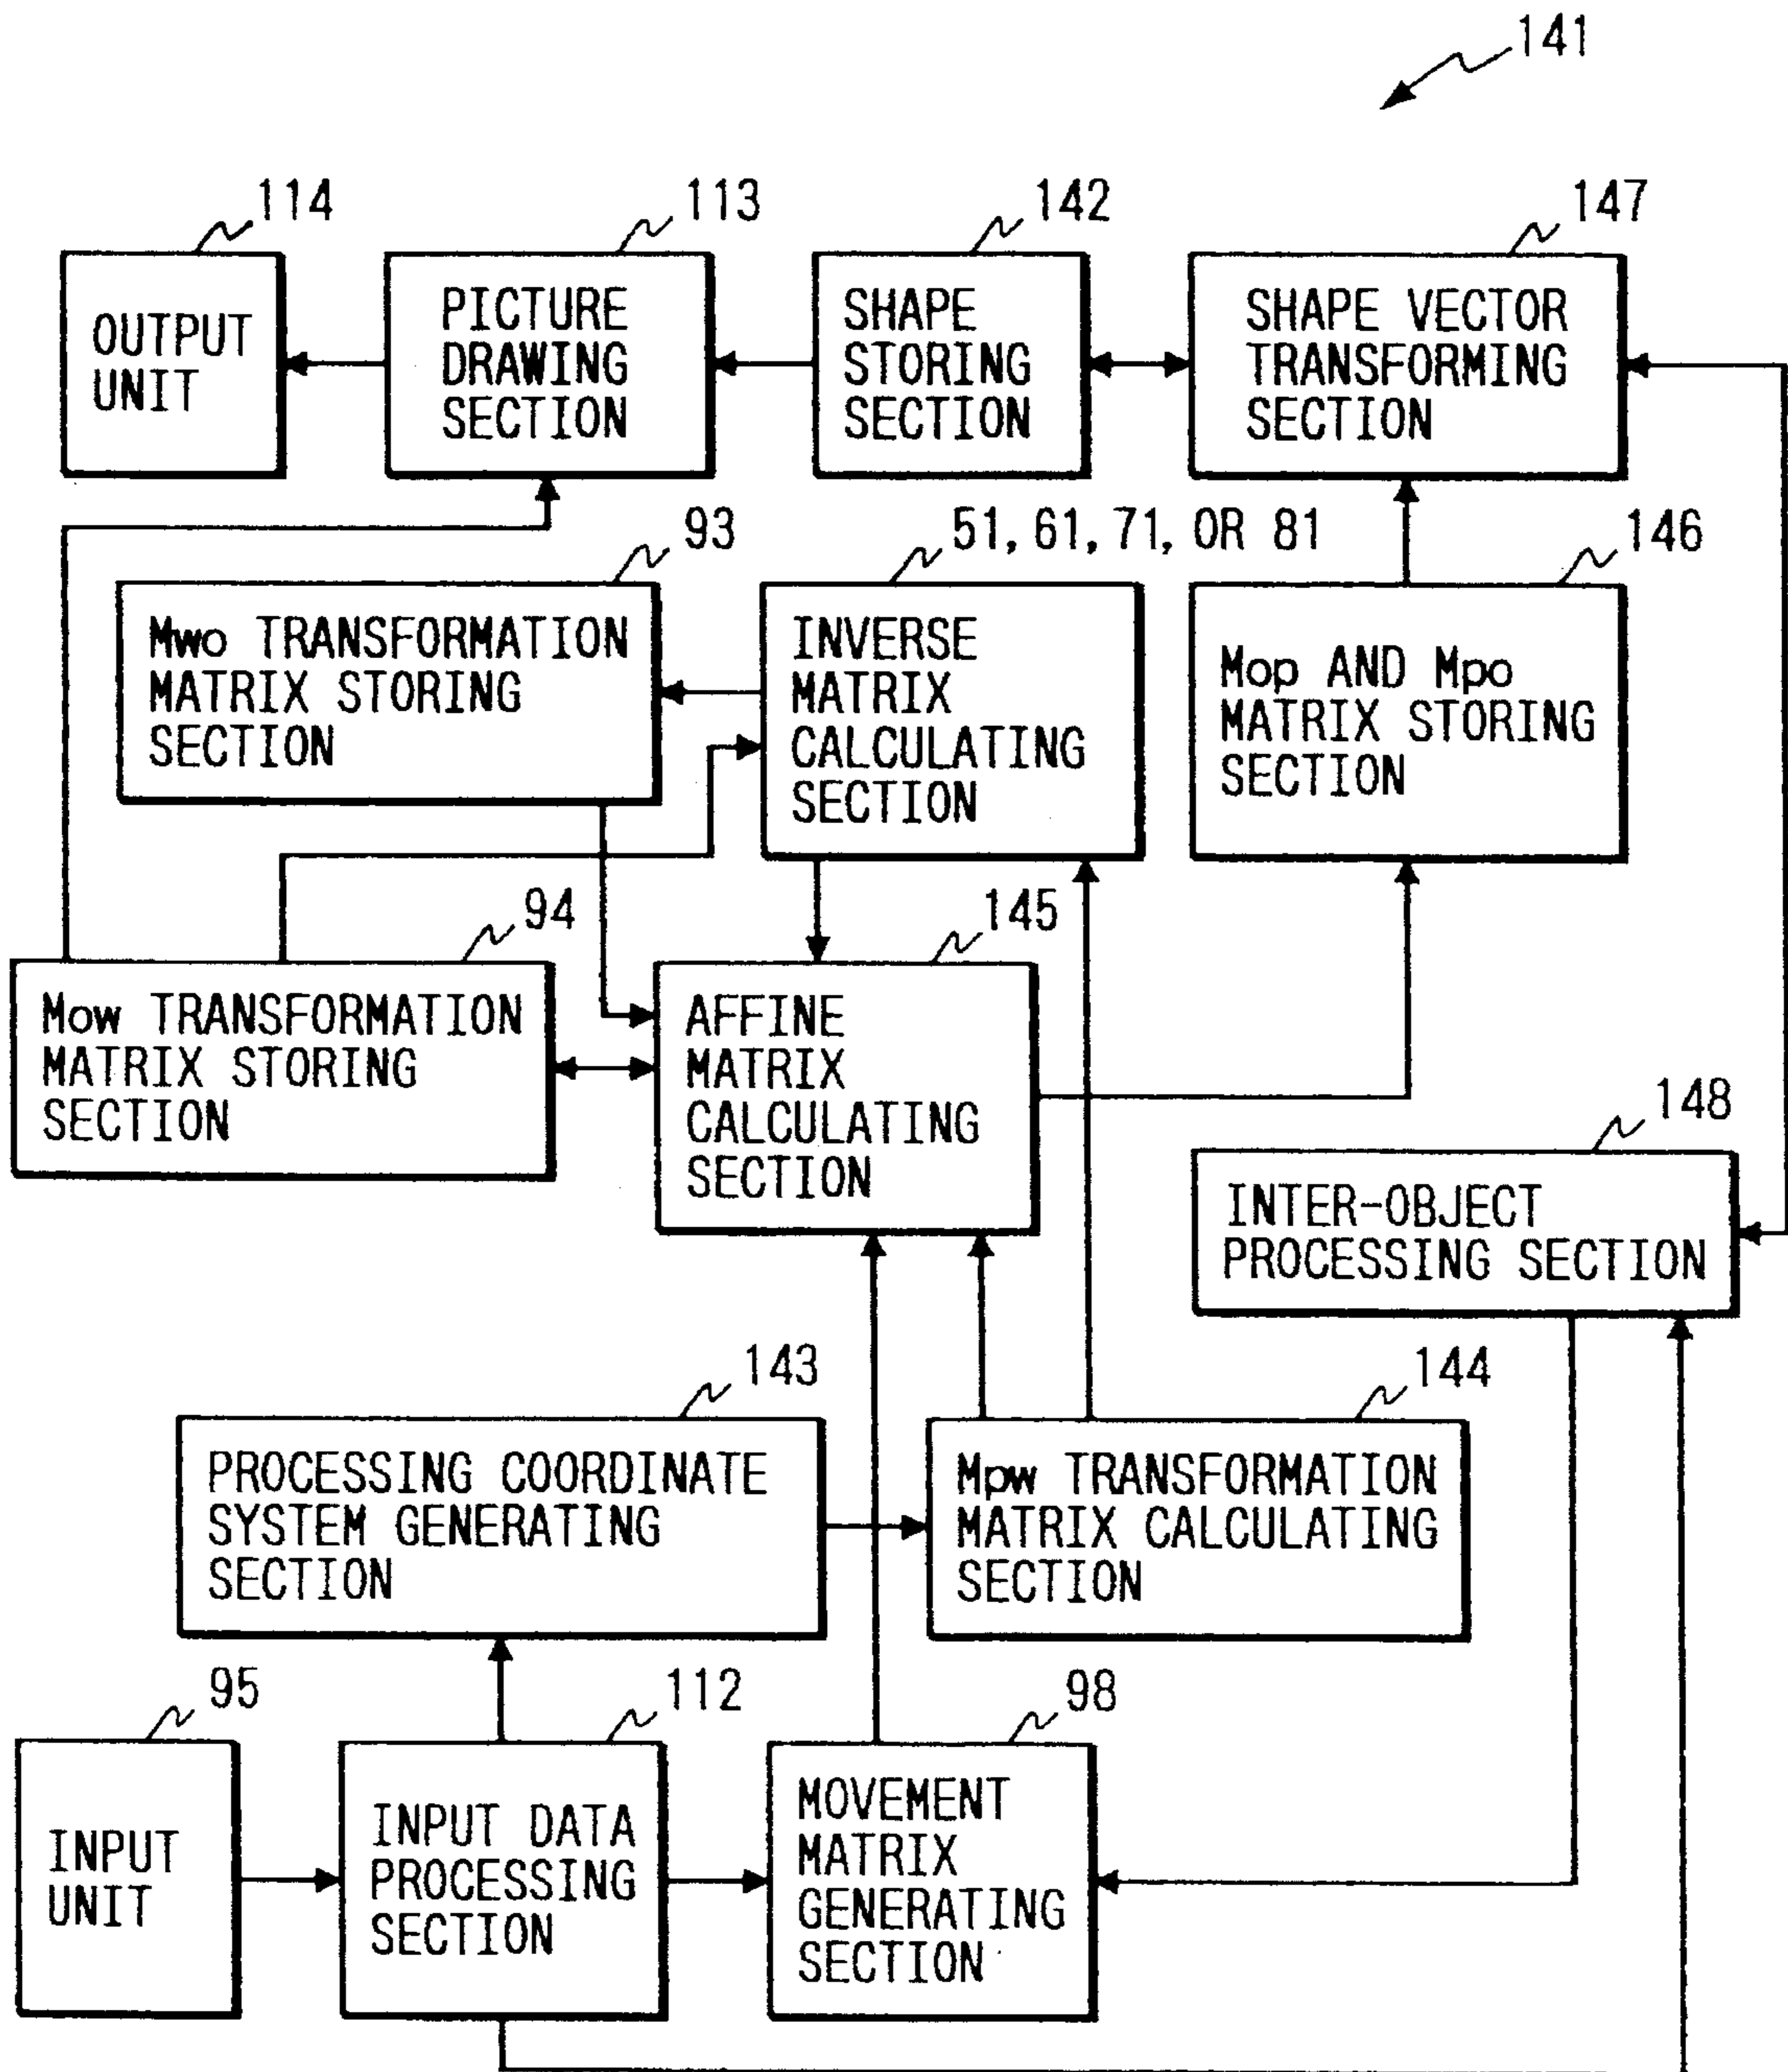 141
114
113
142
147
OUTPUT
UNIT
PICTURE
DRAWING
SECTION
SHAPE
STORING
SECTION
SHAPE VECTOR
TRANSFORMING
SECTION
93
51, 61, 71, OR 81
146
Mwo TRANSFORMATION
MATRIX STORING
SECTION
INVERSE
MATRIX
CALCULATING
SECTION
Mop AND Mpo
MATRIX STORING
SECTION
94
145
Mow TRANSFORMATION
MATRIX STORING
SECTION
AFFINE
MATRIX
CALCULATING
SECTION
148
INTER-OBJECT
PROCESSING SECTION
143
144
PROCESSING COORDINATE
SYSTEM GENERATING
SECTION
Mpw TRANSFORMATION
MATRIX CALCULATING
SECTION
95
112
98
INPUT
UNIT
INPUT DATA
PROCESSING
SECTION
MOVEMENT
MATRIX
GENERATING
SECTION